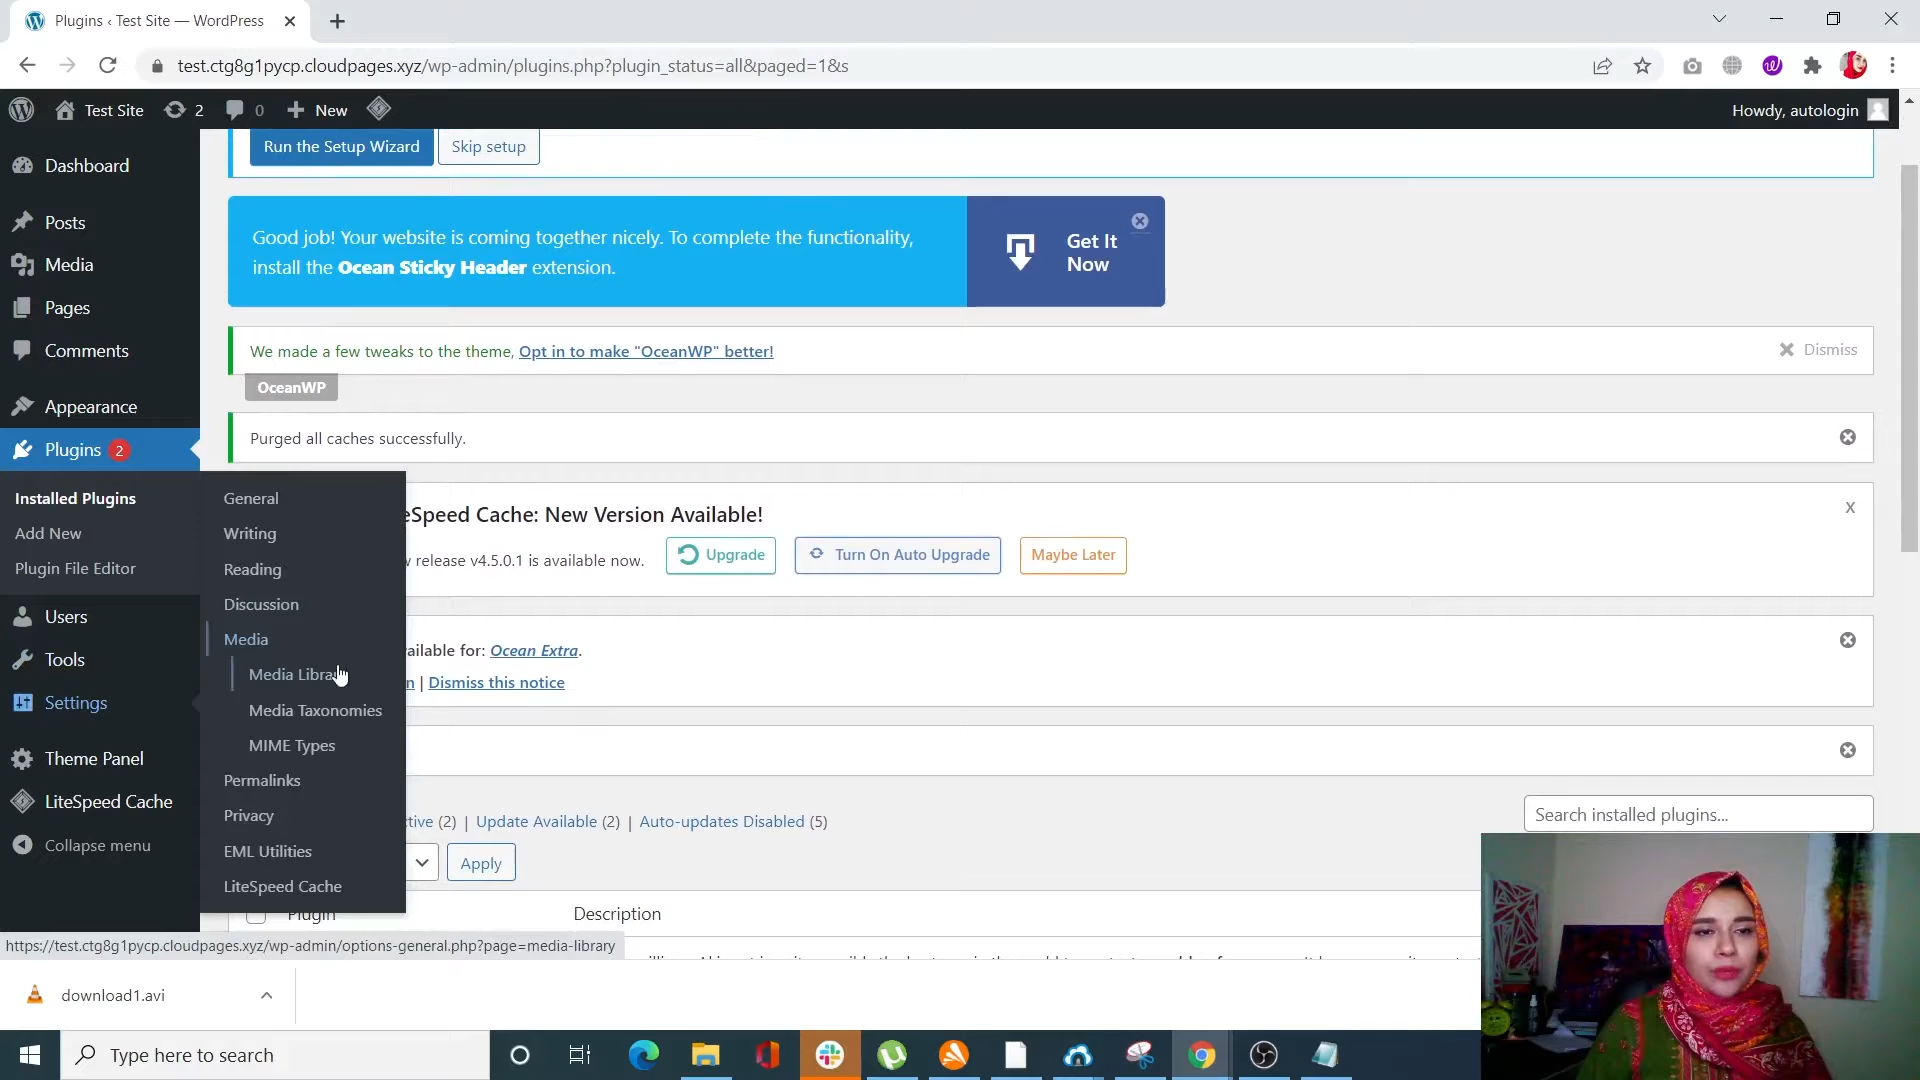 Plugins ‹ Test Site — WordPress
test.ctg8g1pycp.cloudpages.xyz/wp-admin/plugins.php?plugin_status=all&paged=1&s
Test Site
2
0
New
Howdy, autologin
Dashboard
Posts
Media
Pages
Comments
Appearance
Plugins 2
Installed Plugins
Add New
Plugin File Editor
Users
Tools
Settings
Theme Panel
LiteSpeed Cache
Collapse menu
General
Writing
Reading
Discussion
Media
Media
Media Taxonomies
MIME Types
Permalinks
Privacy
EML Utilities
LiteSpeed Cache
Run the Setup Wizard
Skip setup
Good job! Your website is coming together nicely. To complete the functionality,
install the Ocean Sticky Header extension.
Get It
Now
We made a few tweaks to the theme, Opt in to make "OceanWP" better!
Dismiss
OceanWP
Purged all caches successfully.
eSpeed Cache: New Version Available!
X
w release v4.5.0.1 is available now.
Upgrade
Turn On Auto Upgrade
Maybe Later
ailable for: Ocean Extra.
n | Dismiss this notice
ctive (2) | Update Available (2) | Auto-updates Disabled (5)
Search installed plugins...
Apply
Plugin
Description
https://test.ctg8g1pycp.cloudpages.xyz/wp-admin/options-general.php?page=media-library
download1.avi
Type here to search